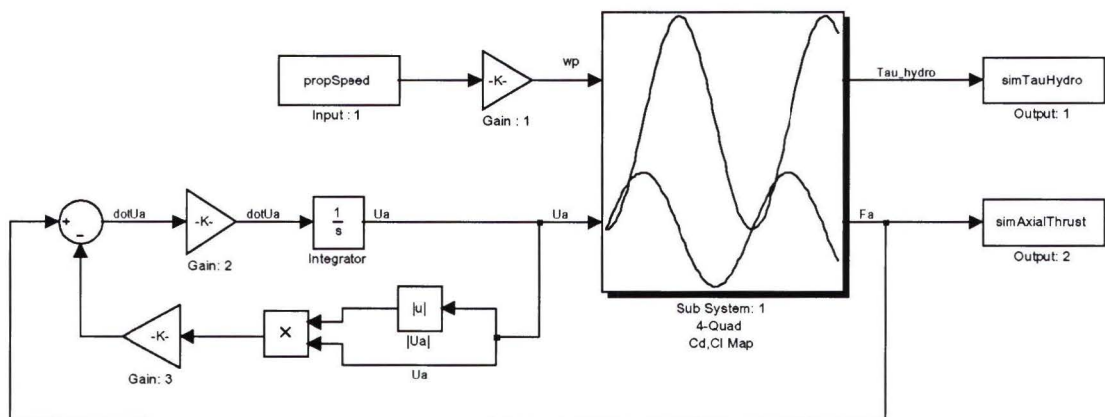 propSpeed
Input : 1
-K-
Gain : 1
wp
Tau_hydro
simTauHydro
Output: 1
+
−
dotUa
-K-
Gain: 2
dotUa
1
s
Integrator
Ua
Ua
Fa
simAxialThrust
Output: 2
Sub System: 1
4-Quad
Cd,Cl Map
|u|
|Ua|
×
Ua
-K-
Gain: 3